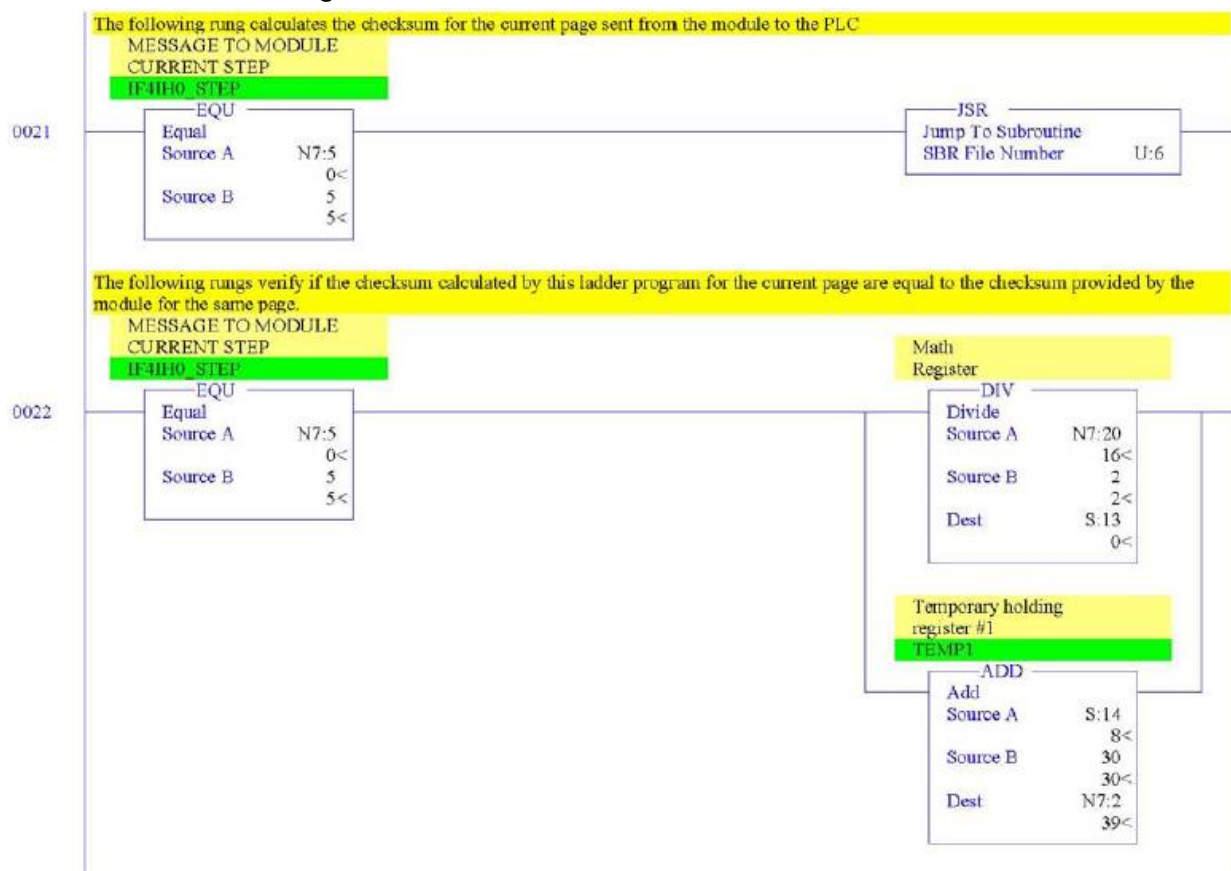 The following rung calculates the checksum for the current page sent from the module to the PLC
MESSAGE TO MODULE
CURRENT STEP
IF4IH0_STEP
EQU
Equal
Source A N7:5
0<
Source B 5
5<
0021
JSR
Jump To Subroutine
SBR File Number U:6
The following rungs verify if the checksum calculated by this ladder program for the current page are equal to the checksum provided by the
module for the same page.
MESSAGE TO MODULE
CURRENT STEP
IF4IH0_STEP
EQU
Equal
Source A N7:5
0<
Source B 5
5<
0022
Math
Register
DIV
Divide
Source A N7:20
16<
Source B 2
2<
Dest S:13
0<
Temporary holding
register #1
TEMP1
ADD
Add
Source A S:14
8<
Source B 30
30<
Dest N7:2
39<